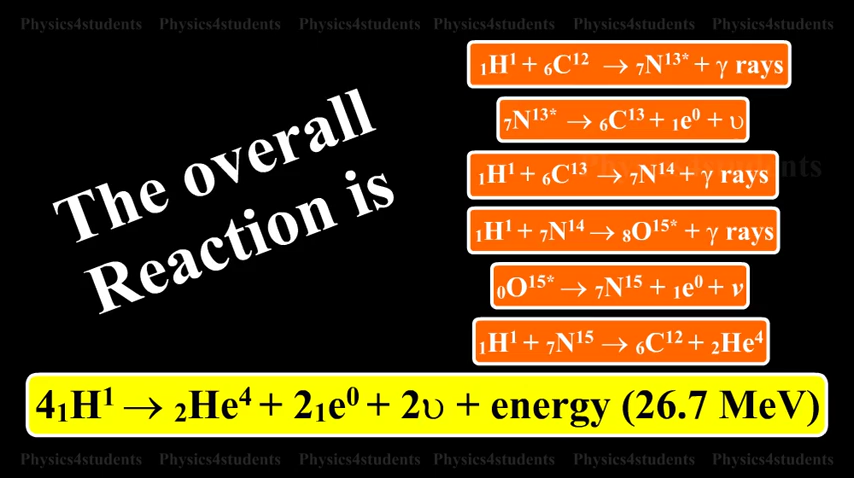 Physics4students Physics4students Physics4students Physics4students Physics4students Physics4students
The overall
Reaction is
₁H¹ + ₆C¹² → ₇N¹³* + γ rays
₇N¹³* → ₆C¹³ + ₁e⁰ + υ
₁H¹ + ₆C¹³ → ₇N¹⁴ + γ rays
Physics4students
₁H¹ + ₇N¹⁴ → ₈O¹⁵* + γ rays
₀O¹⁵* → ₇N¹⁵ + ₁e⁰ + ν
₁H¹ + ₇N¹⁵ → ₆C¹² + ₂He⁴
4₁H¹ → ₂He⁴ + 2₁e⁰ + 2υ + energy (26.7 MeV)
Physics4students Physics4students Physics4students Physics4students Physics4students Physics4students